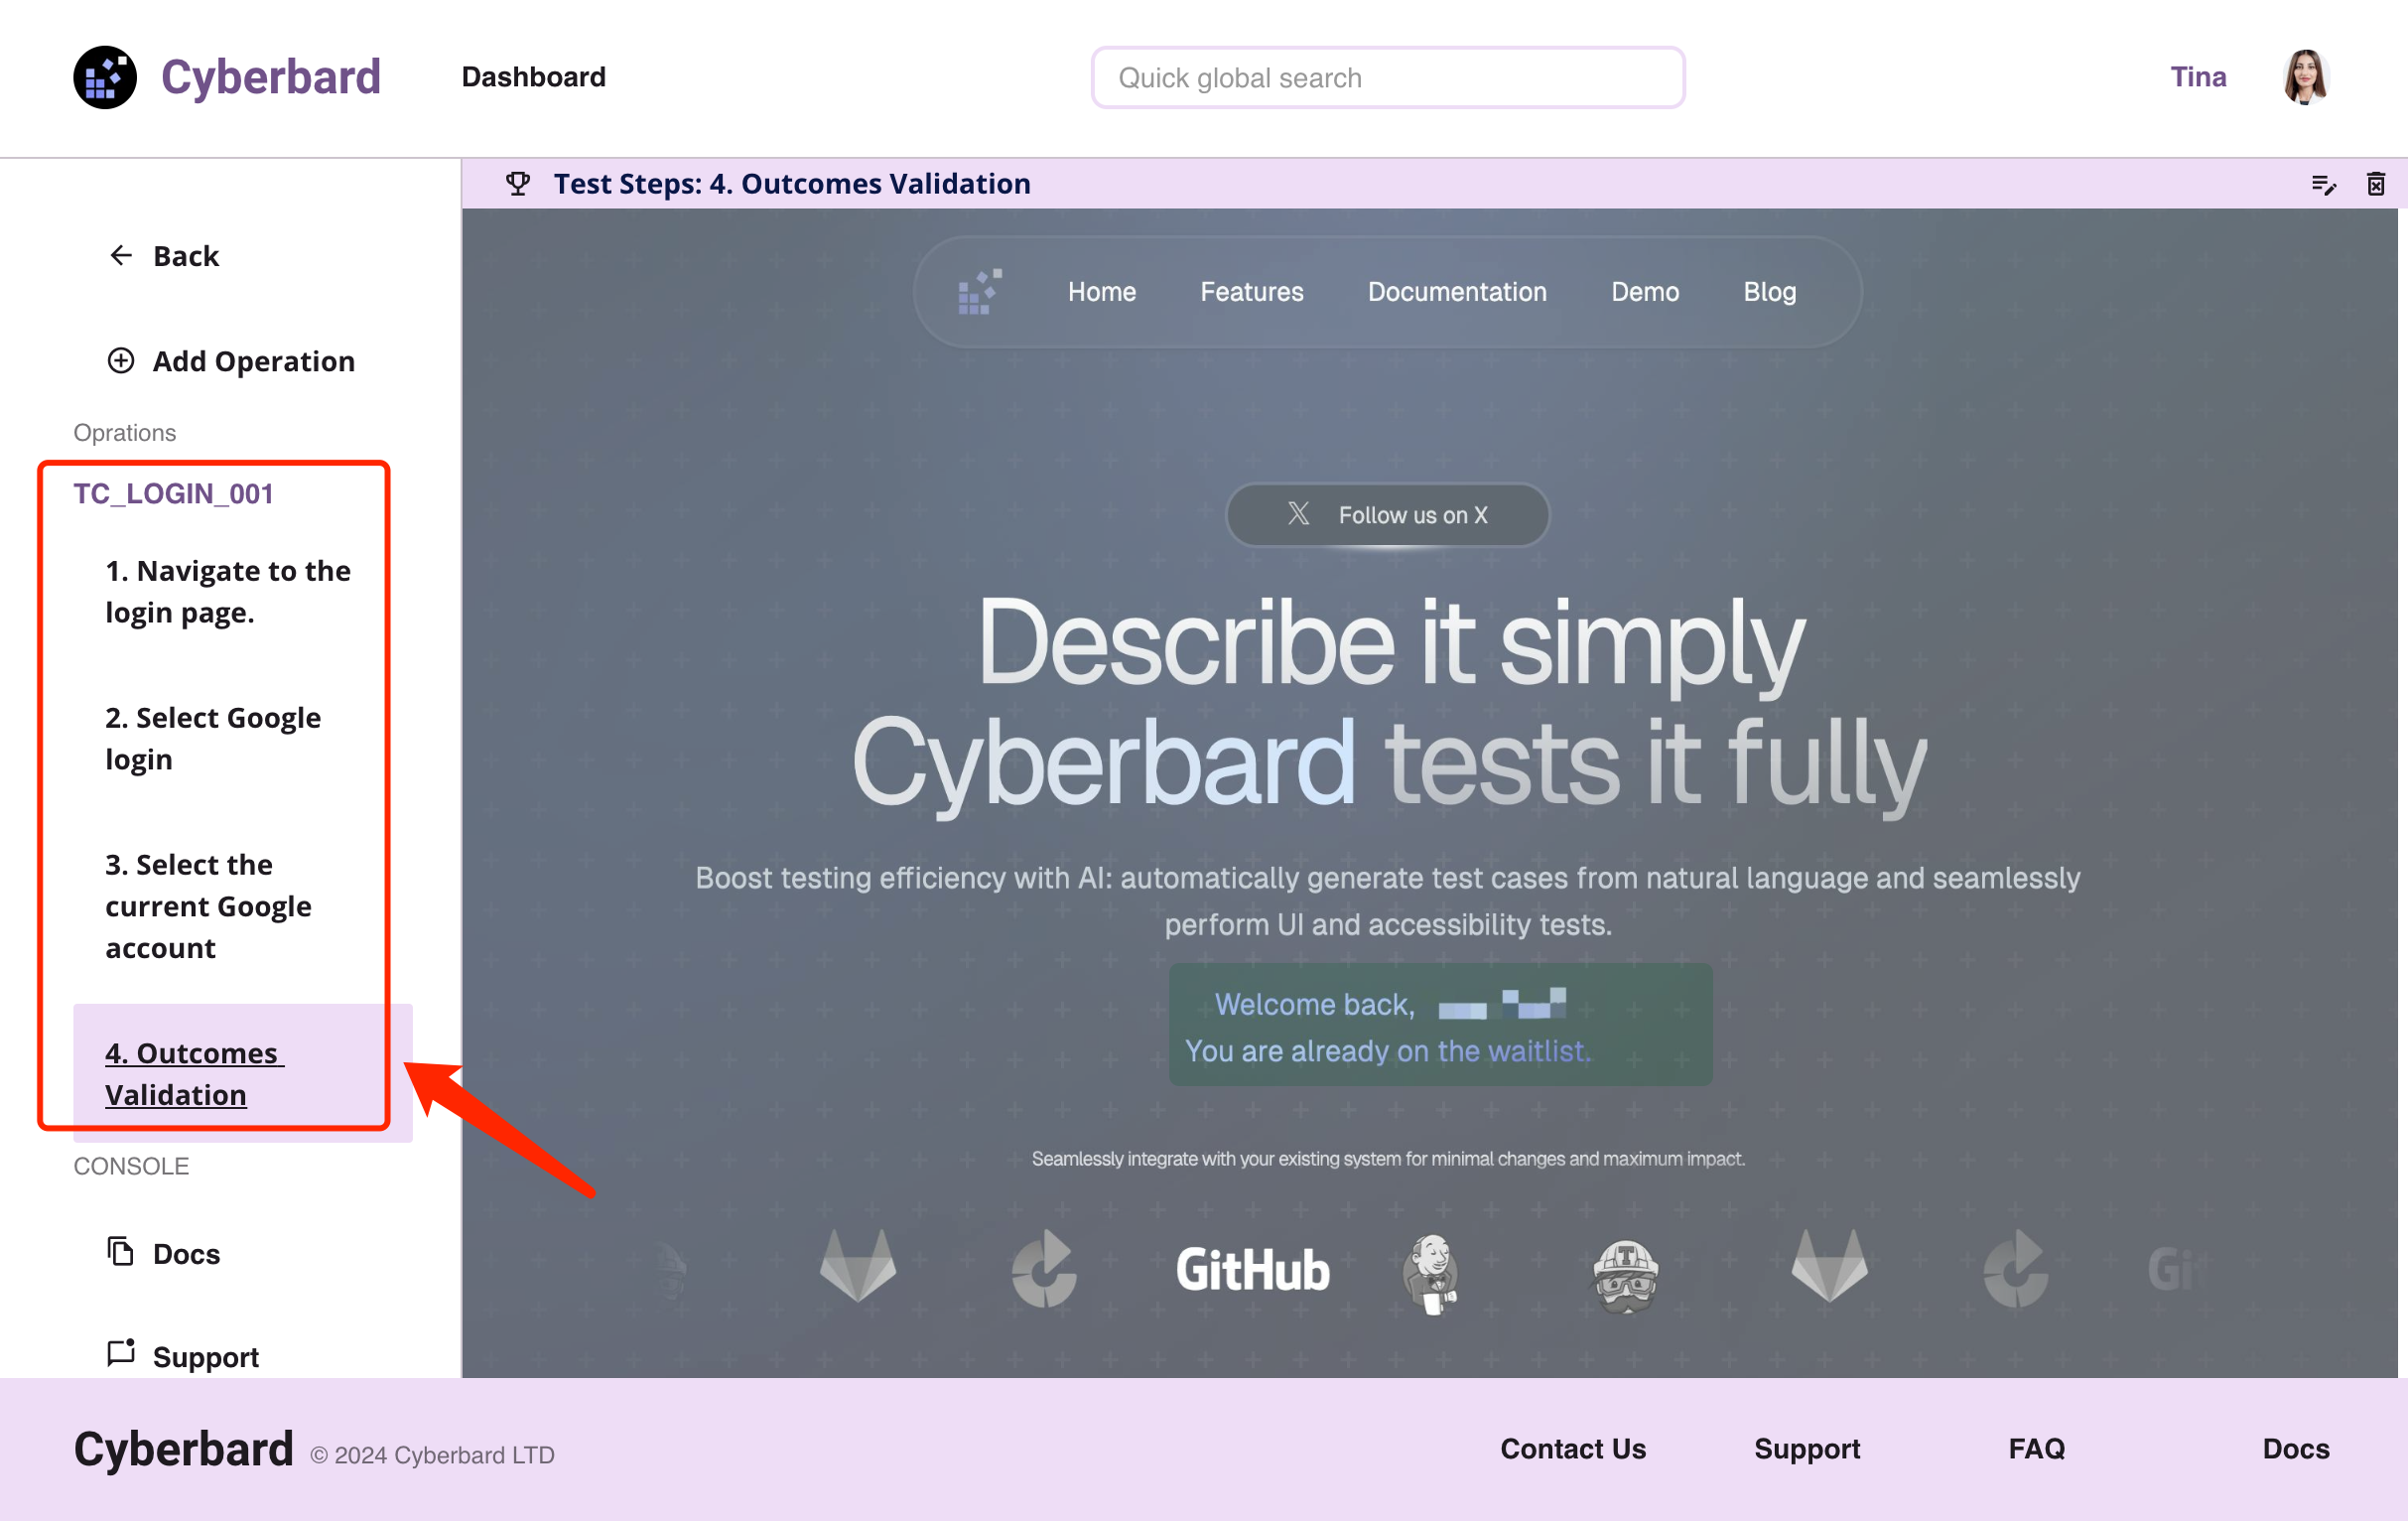 Cyberbard
Dashboard
Quick global search
Tina
Test Steps: 4. Outcomes Validation
Back
Add Operation
Oprations
TC_LOGIN_001
1. Navigate to the
login page.
2. Select Google
login
3. Select the
current Google
account
4. Outcomes
Validation
CONSOLE
Docs
Support
Home
Features
Documentation
Demo
Blog
Follow us on X
Describe it simply
Cyberbard tests it fully
Boost testing efficiency with AI: automatically generate test cases from natural language and seamlessly
perform UI and accessibility tests.
Welcome back,
You are already on the waitlist.
Seamlessly integrate with your existing system for minimal changes and maximum impact.
GitHub
T
Git
Cyberbard © 2024 Cyberbard LTD
Contact Us
Support
FAQ
Docs